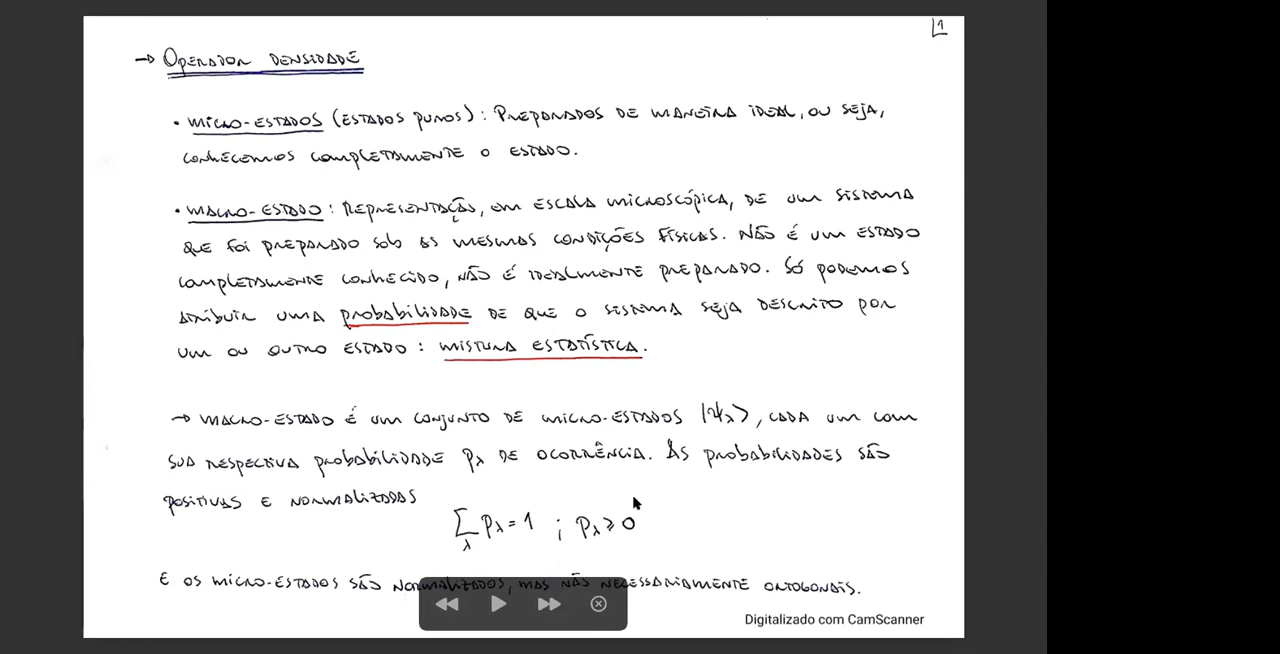 1
→ OPERADOR DENSIDADE
• MICRO-ESTADOS (ESTADOS PUROS): PREPARADOS DE MANEIRA IDEAL, OU SEJA,
CONHECEMOS COMPLETAMENTE O ESTADO.
• MACRO-ESTADO: REPRESENTAÇÃO, EM ESCALA MICROSCÓPICA, DE UM SISTEMA
QUE FOI PREPARADO SOB AS MESMAS CONDIÇÕES FÍSICAS. NÃO É UM ESTADO
COMPLETAMENTE CONHECIDO, NÃO É IDEALMENTE PREPARADO. SÓ PODEMOS
ATRIBUIR UMA PROBABILIDADE DE QUE O SISTEMA SEJA DESCRITO POR
UM OU OUTRO ESTADO: MISTURA ESTATÍSTICA.
→ MACRO-ESTADO É UM CONJUNTO DE MICRO-ESTADOS |ψλ⟩, CADA UM COM
SUA RESPECTIVA PROBABILIDADE pλ DE OCORRÊNCIA. AS PROBABILIDADES SÃO
POSITIVAS E NORMALIZADAS
∑λ pλ = 1 ; pλ ≥ 0
E OS MICRO-ESTADOS SÃO NORMALIZADOS, MAS NÃO NECESSARIAMENTE ORTOGONAIS.
Digitalizado com CamScanner